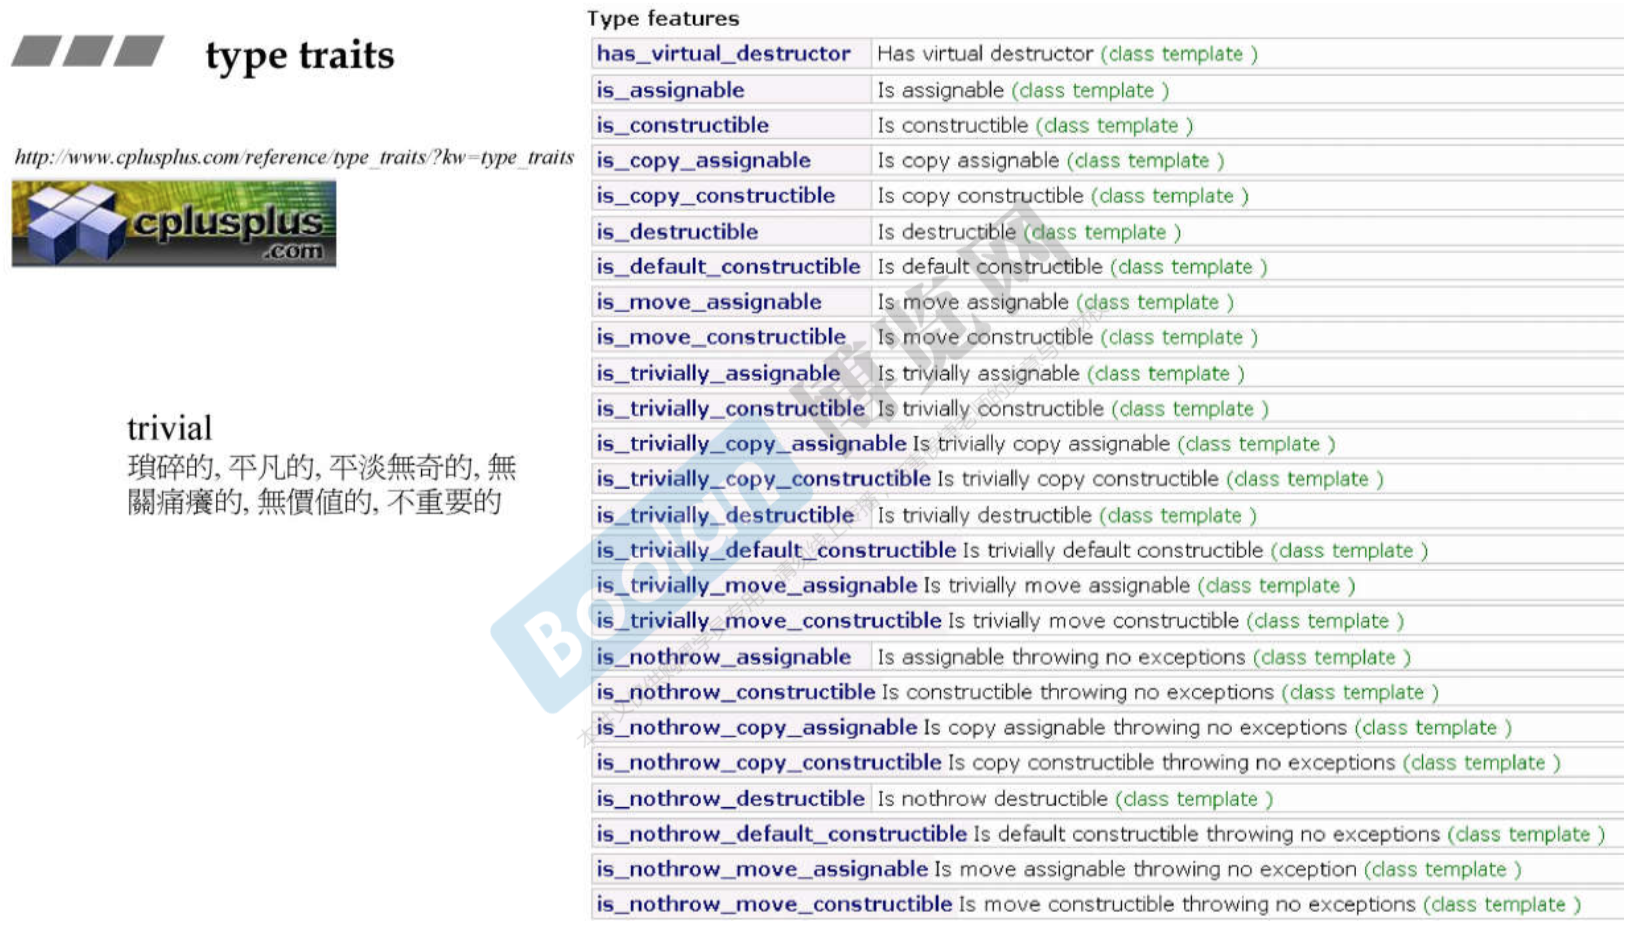 type traits
http://www.cplusplus.com/reference/type_traits/?kw=type_traits
cplusplus
.com
trivial
瑣碎的, 平凡的, 平淡無奇的, 無
關痛癢的, 無價值的, 不重要的
Type features
has_virtual_destructor Has virtual destructor (class template )
is_assignable Is assignable (class template )
is_constructible Is constructible (class template )
is_copy_assignable Is copy assignable (class template )
is_copy_constructible Is copy constructible (class template )
is_destructible Is destructible (class template )
is_default_constructible Is default constructible (class template )
is_move_assignable Is move assignable (class template )
is_move_constructible Is move constructible (class template )
is_trivially_assignable Is trivially assignable (class template )
is_trivially_constructible Is trivially constructible (class template )
is_trivially_copy_assignable Is trivially copy assignable (class template )
is_trivially_copy_constructible Is trivially copy constructible (class template )
is_trivially_destructible Is trivially destructible (class template )
is_trivially_default_constructible Is trivially default constructible (class template )
is_trivially_move_assignable Is trivially move assignable (class template )
is_trivially_move_constructible Is trivially move constructible (class template )
is_nothrow_assignable Is assignable throwing no exceptions (class template )
is_nothrow_constructible Is constructible throwing no exceptions (class template )
is_nothrow_copy_assignable Is copy assignable throwing no exceptions (class template )
is_nothrow_copy_constructible Is copy constructible throwing no exceptions (class template )
is_nothrow_destructible Is nothrow destructible (class template )
is_nothrow_default_constructible Is default constructible throwing no exceptions (class template )
is_nothrow_move_assignable Is move assignable throwing no exception (class template )
is_nothrow_move_constructible Is move constructible throwing no exceptions (class template )
Boolan 博览网